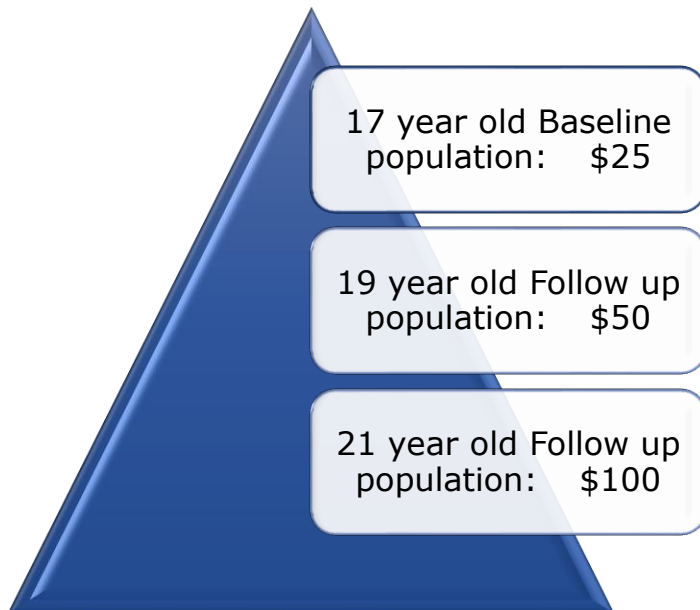 17 year old Baseline
population: $25
19 year old Follow up
population: $50
21 year old Follow up
population: $100